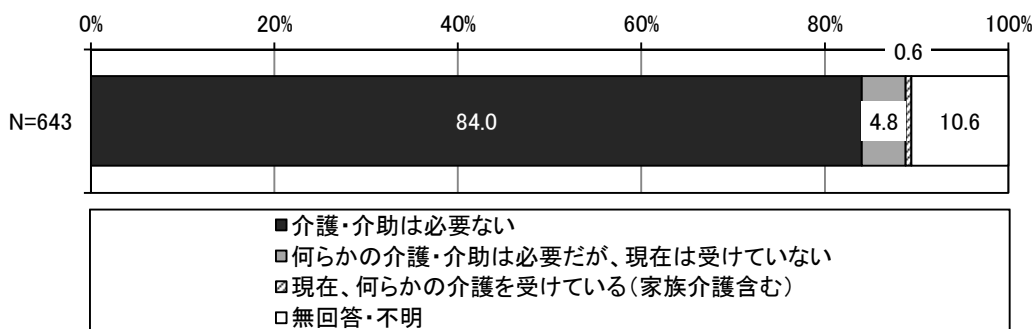 0% 20% 40% 60% 80% 100%
0.6
N=643 84.0 4.8 10.6
介護・介助は必要ない
何らかの介護・介助は必要だが、現在は受けていない
現在、何らかの介護を受けている(家族介護含む)
無回答・不明